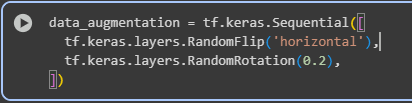 data_augmentation = tf.keras.Sequential([
  tf.keras.layers.RandomFlip('horizontal'),
  tf.keras.layers.RandomRotation(0.2),
])